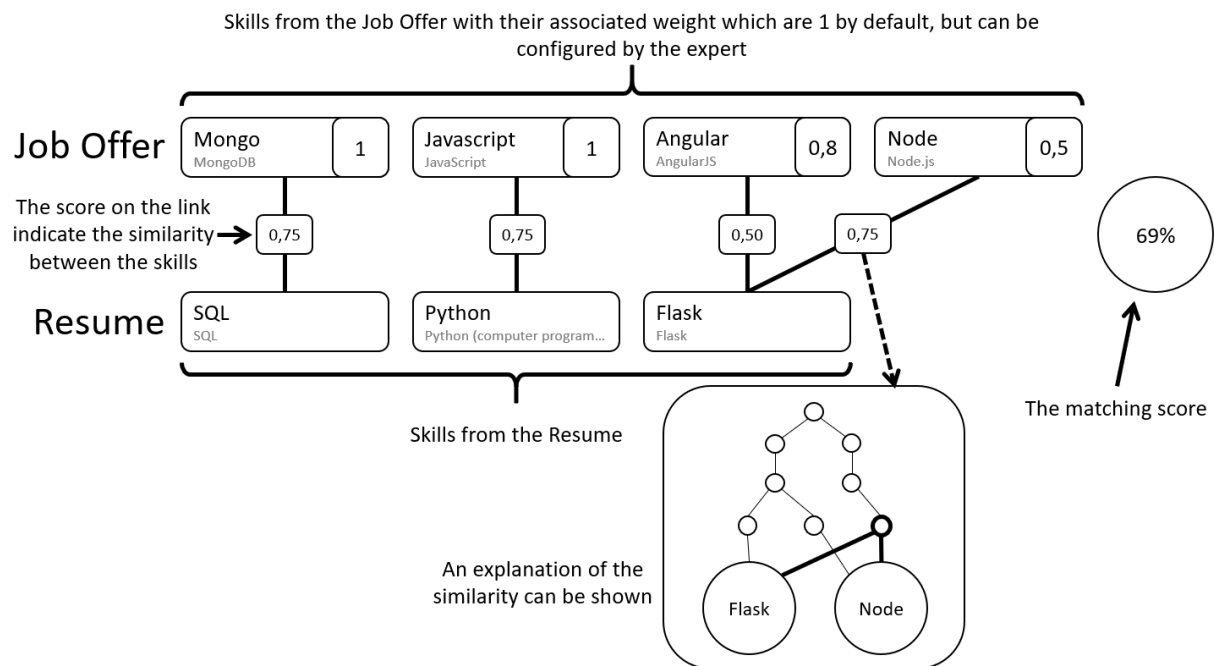 Skills from the Job Offer with their associated weight which are 1 by default, but can be
configured by the expert
Job Offer
Mongo
MongoDB
1
Javascript
JavaScript
1
Angular
AngularJS
0,8
Node
Node.js
0,5
The score on the link
indicate the similarity
between the skills
0,75
0,75
0,50
0,75
69%
Resume
SQL
SQL
Python
Python (computer program...
Flask
Flask
Skills from the Resume
The matching score
An explanation of the
similarity can be shown
Flask
Node